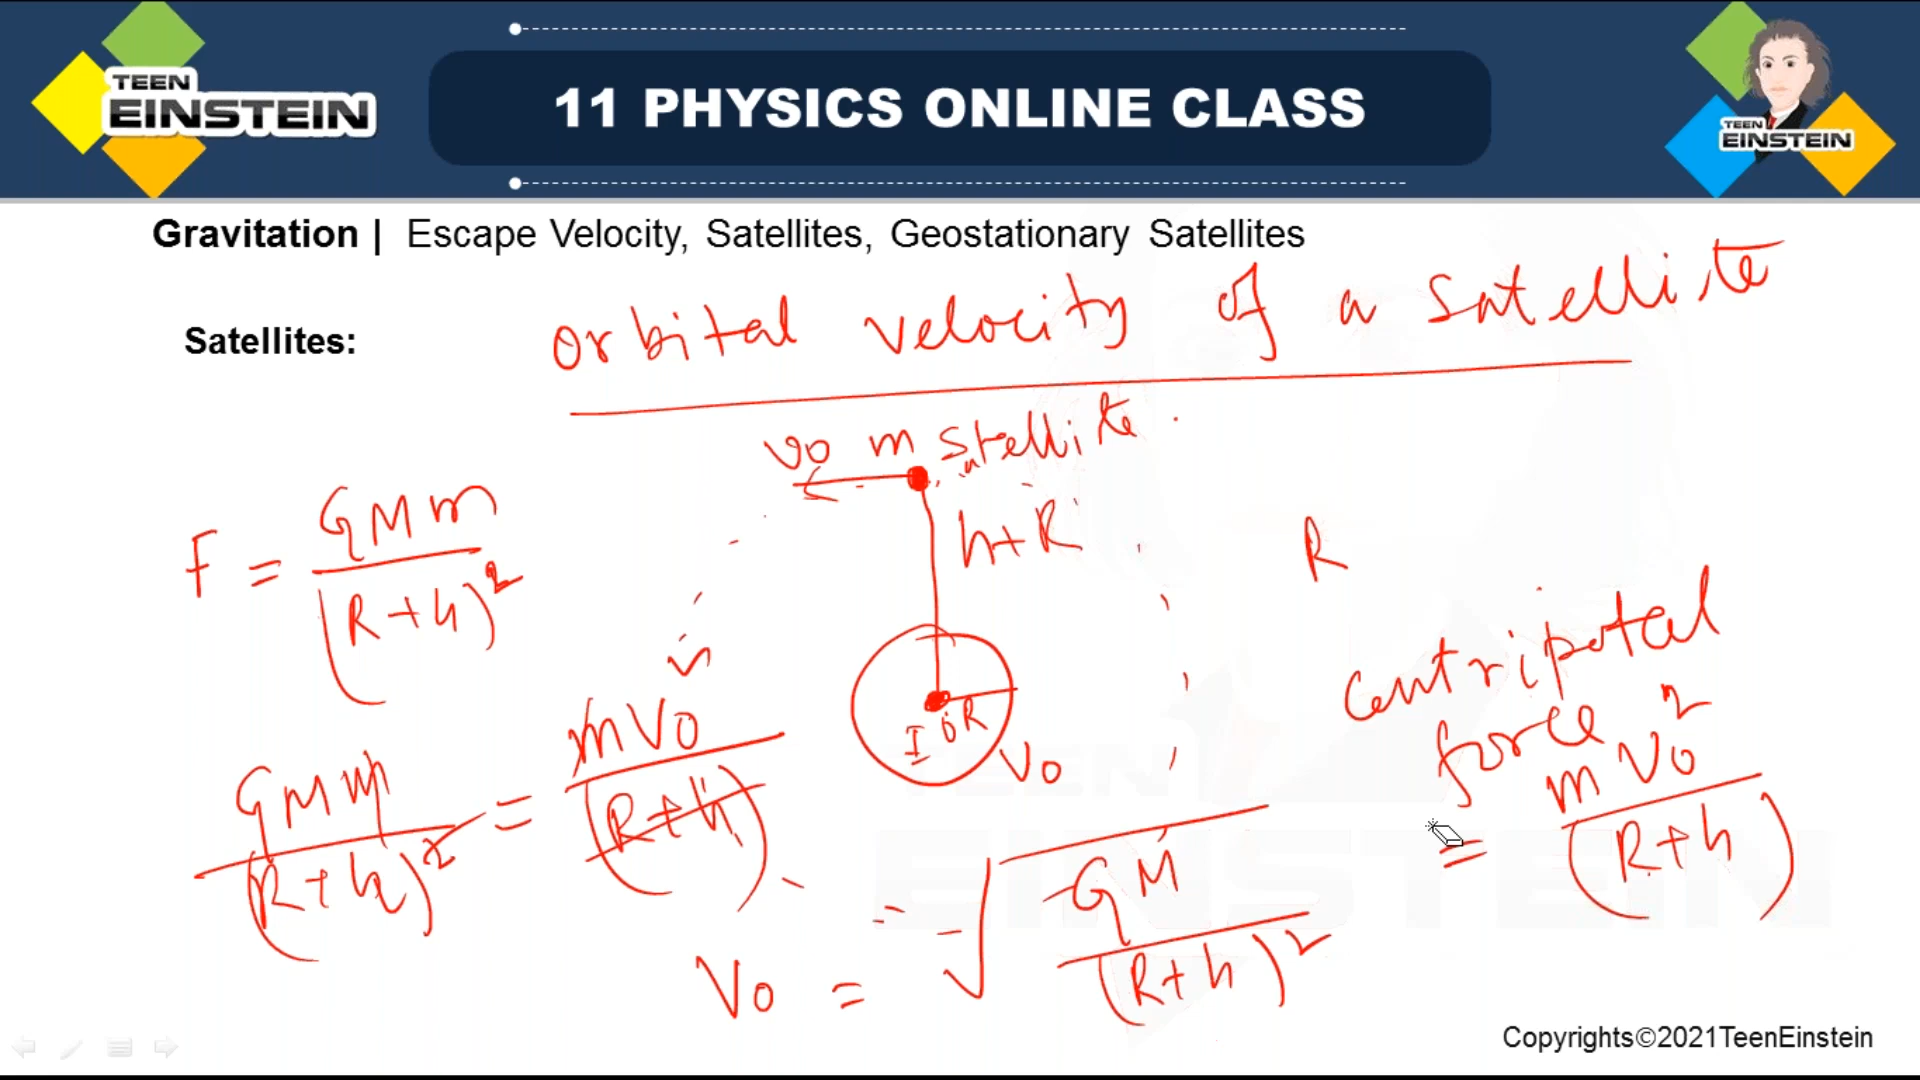 TEEN
EINSTEIN
11 PHYSICS ONLINE CLASS
TEEN
EINSTEIN
Gravitation | Escape Velocity, Satellites, Geostationary Satellites
Satellites:
orbital velocity of a satellite
vo m satellite
h+R
R
F = GMm / (R+h)²
centripetal
force
= mvo² / (R+h)
R
Vo
GMm / (R+h)² = mvo² / (R+h)
Vo = √GM / (R+h)²
Copyrights©2021TeenEinstein